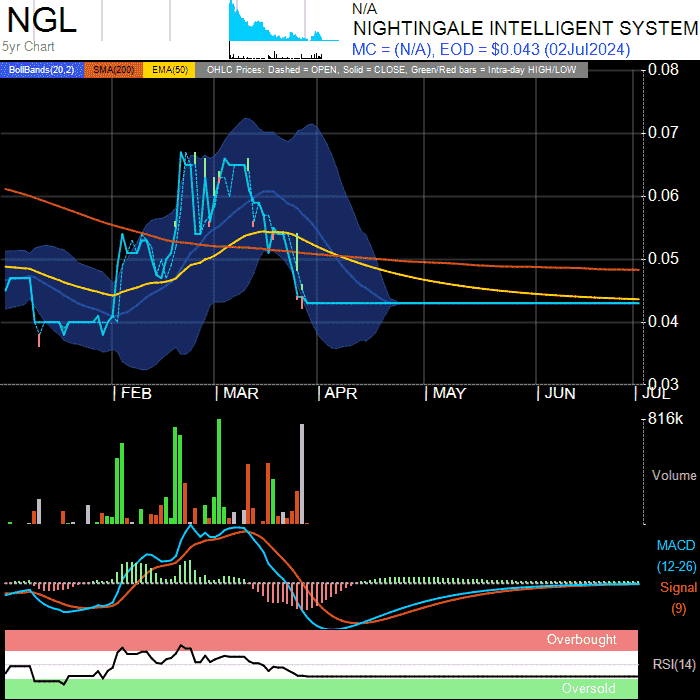 NGL
5yr Chart
N/A
NIGHTINGALE INTELLIGENT SYSTEM
MC = (N/A), EOD = $0.043 (02Jul2024)
BollBands(20,2) SMA(200) EMA(50) OHLC Prices: Dashed = OPEN, Solid = CLOSE, Green/Red bars = Intra-day HIGH/LOW
0.08
0.07
0.06
0.05
0.04
0.03
FEB MAR APR MAY JUN JUL
816k
Volume
MACD
(12-26)
Signal
(9)
Overbought
RSI(14)
Oversold